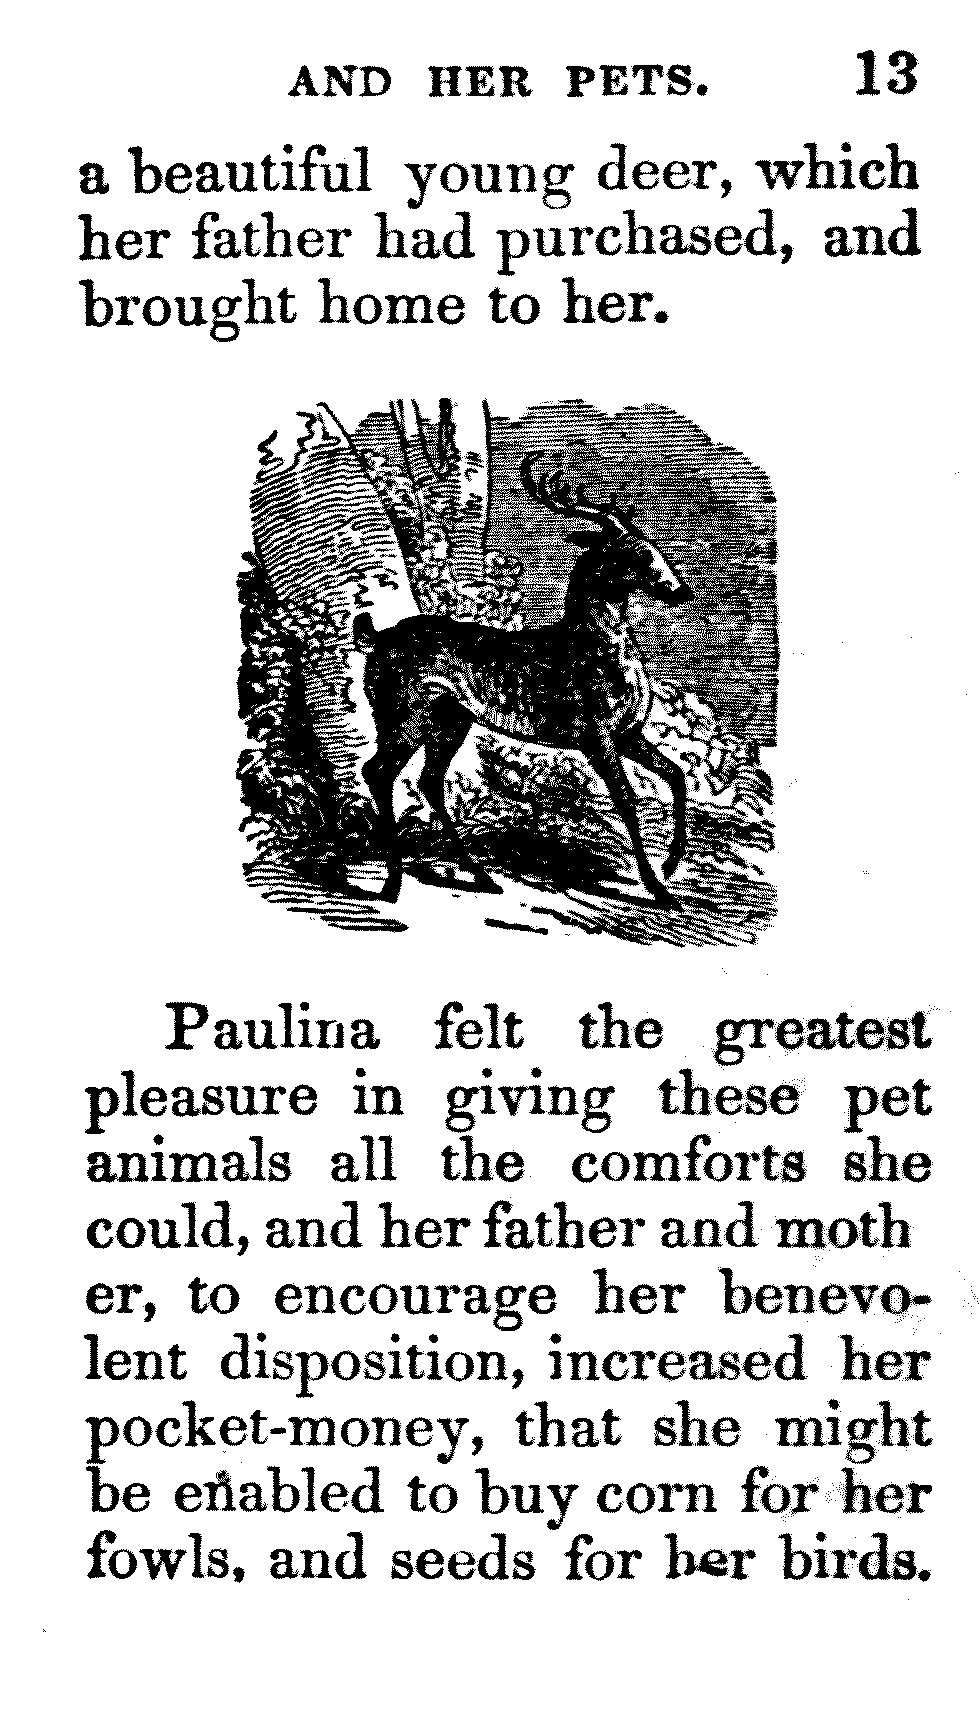 AND HER PETS. 13
a beautiful young deer, which
her father had purchased, and
brought home to her.
Paulina felt the greatest
pleasure in giving these pet
animals all the comforts she
could, and her father and moth
er, to encourage her benevo-
lent disposition, increased her
pocket-money, that she might
be enabled to buy corn for her
fowls, and seeds for her birds.